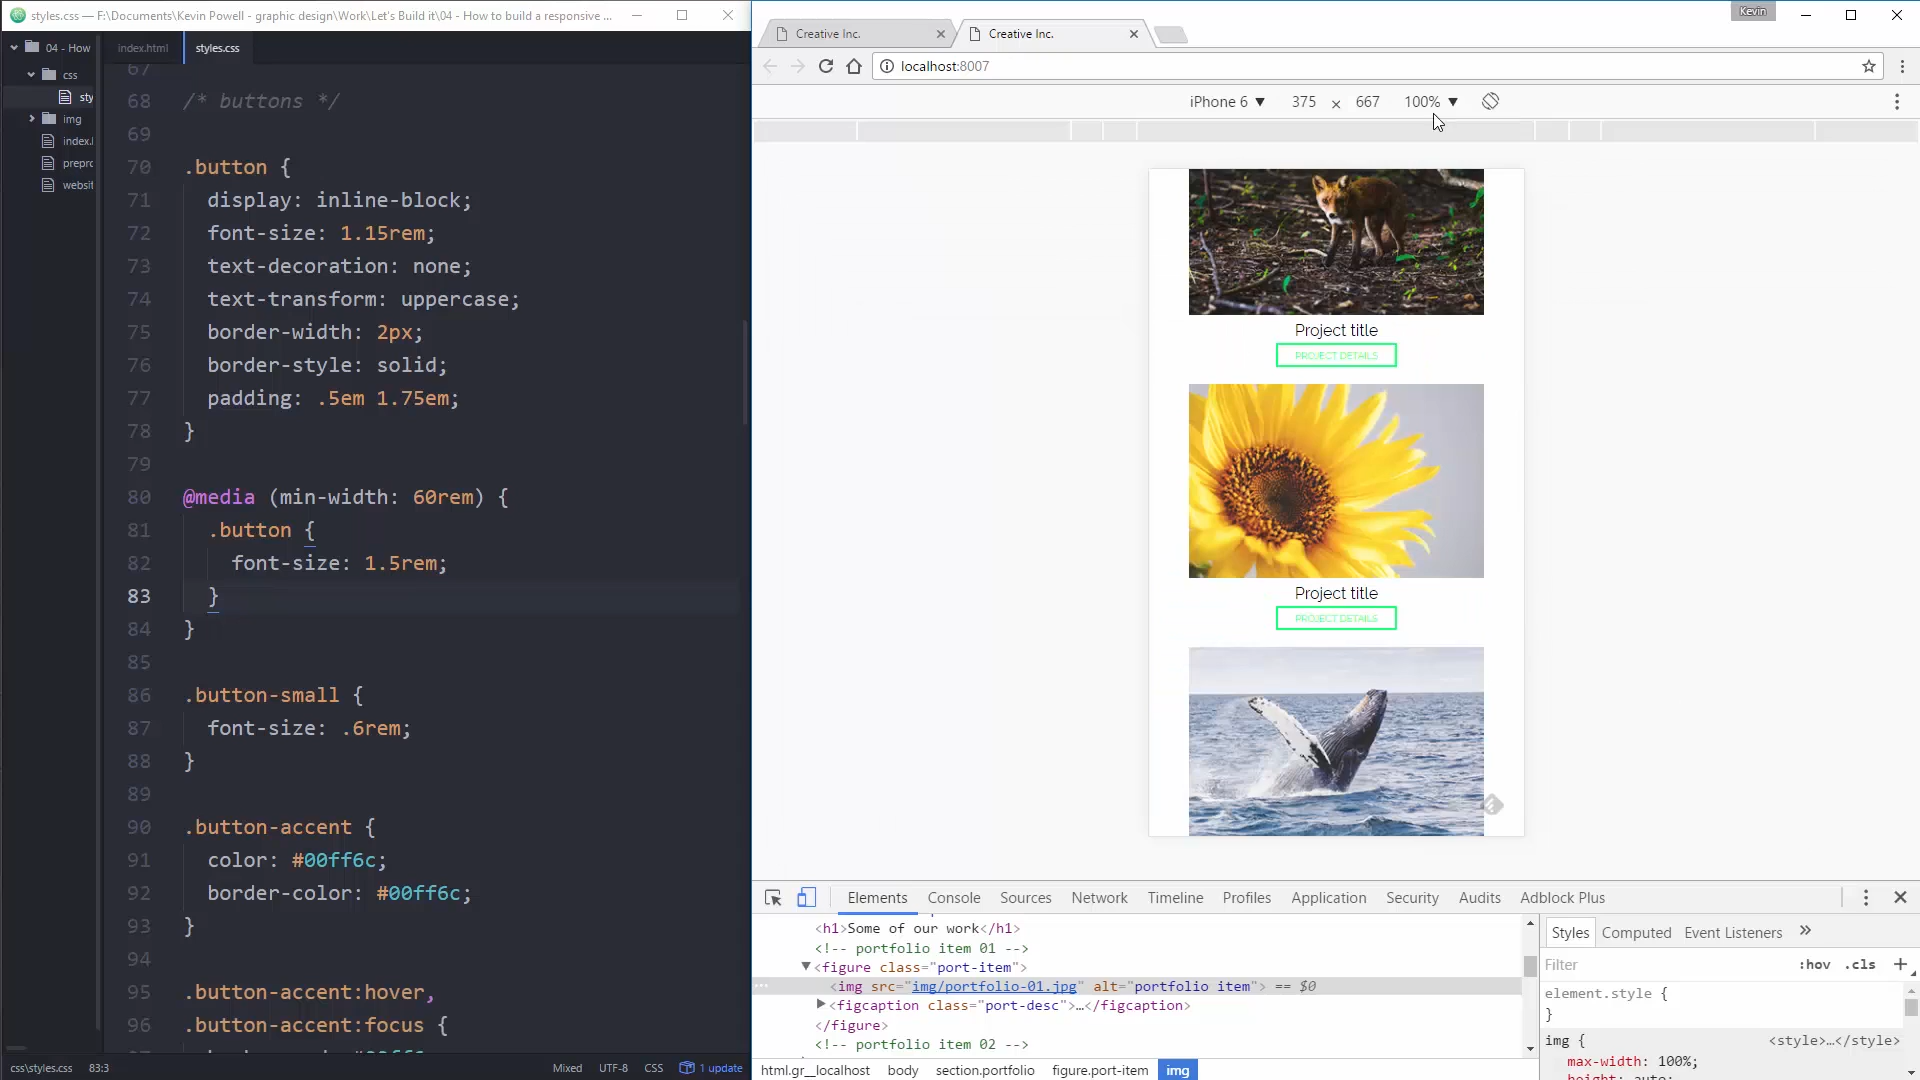 styles.css — F:\Documents\Kevin Powell - graphic design\Work\Let's Build it\04 - How to build a responsive ...
04 - How
css
sty
img
index.h
prepro
websit
index.html
styles.css
67
68 /* buttons */
69
70 .button {
71 display: inline-block;
72 font-size: 1.15rem;
73 text-decoration: none;
74 text-transform: uppercase;
75 border-width: 2px;
76 border-style: solid;
77 padding: .5em 1.75em;
78 }
79
80 @media (min-width: 60rem) {
81 .button {
82 font-size: 1.5rem;
83 }
84 }
85
86 .button-small {
87 font-size: .6rem;
88 }
89
90 .button-accent {
91 color: #00ff6c;
92 border-color: #00ff6c;
93 }
94
95 .button-accent:hover,
96 .button-accent:focus {
css\styles.css 83:3
Mixed UTF-8 CSS 1 update
Kevin
Creative Inc.
Creative Inc.
localhost:8007
iPhone 6 ▼ 375 × 667 100% ▼
Project title
PROJECT DETAILS
Project title
PROJECT DETAILS
Elements Console Sources Network Timeline Profiles Application Security Audits Adblock Plus
<h1>Some of our work</h1>
<!-- portfolio item 01 -->
▼<figure class="port-item">
<img src="img/portfolio-01.jpg" alt="portfolio item"> == $0
▶<figcaption class="port-desc">…</figcaption>
</figure>
<!-- portfolio item 02 -->
html.gr__localhost body section.portfolio figure.port-item img
Styles Computed Event Listeners »
Filter :hov .cls +
element.style {
}
img { <style>…</style>
max-width: 100%;